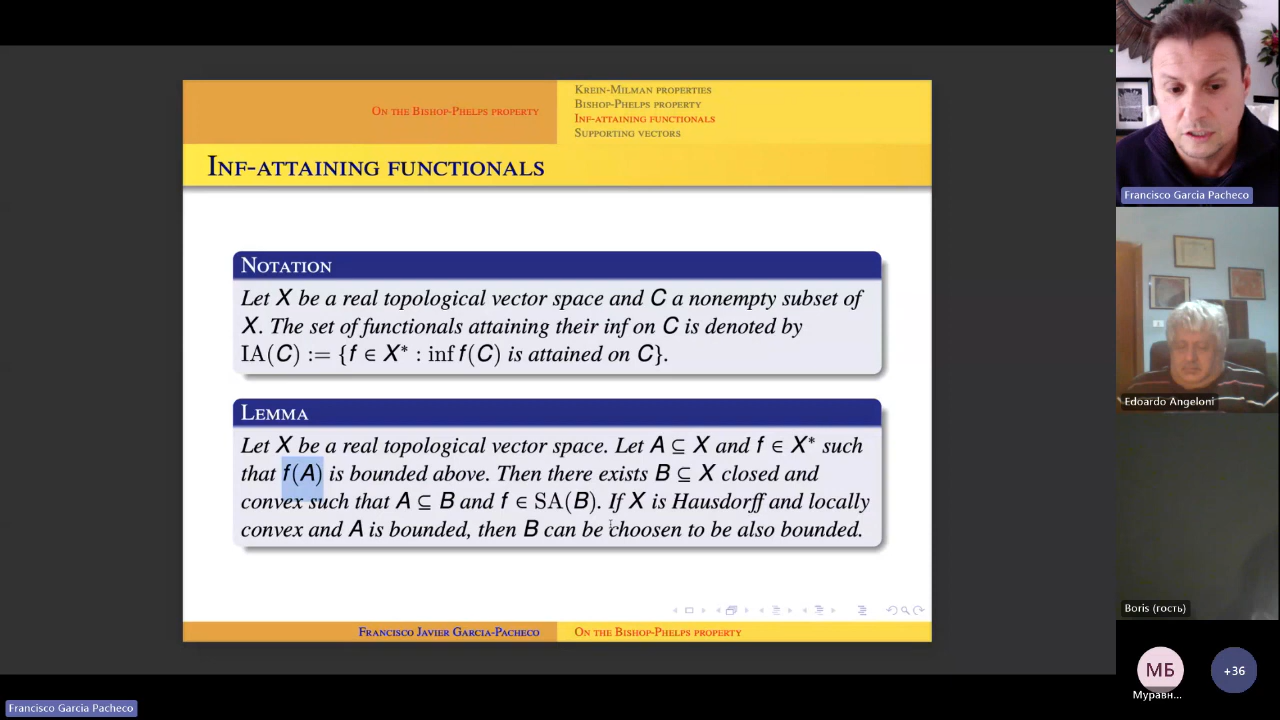 On the Bishop-Phelps property
Krein-Milman properties
Bishop-Phelps property
Inf-attaining functionals
Supporting vectors
Inf-attaining functionals
Notation
Let X be a real topological vector space and C a nonempty subset of
X. The set of functionals attaining their inf on C is denoted by
IA(C) := {f ∈ X* : inf f(C) is attained on C}.
Lemma
Let X be a real topological vector space. Let A ⊆ X and f ∈ X* such
that f(A) is bounded above. Then there exists B ⊆ X closed and
convex such that A ⊆ B and f ∈ SA(B). If X is Hausdorff and locally
convex and A is bounded, then B can be choosen to be also bounded.
Francisco Javier Garcia-Pacheco
On the Bishop-Phelps property
Francisco Garcia Pacheco
Edoardo Angeloni
Boris (гость)
МБ
Муравн...
+36
Francisco Garcia Pacheco